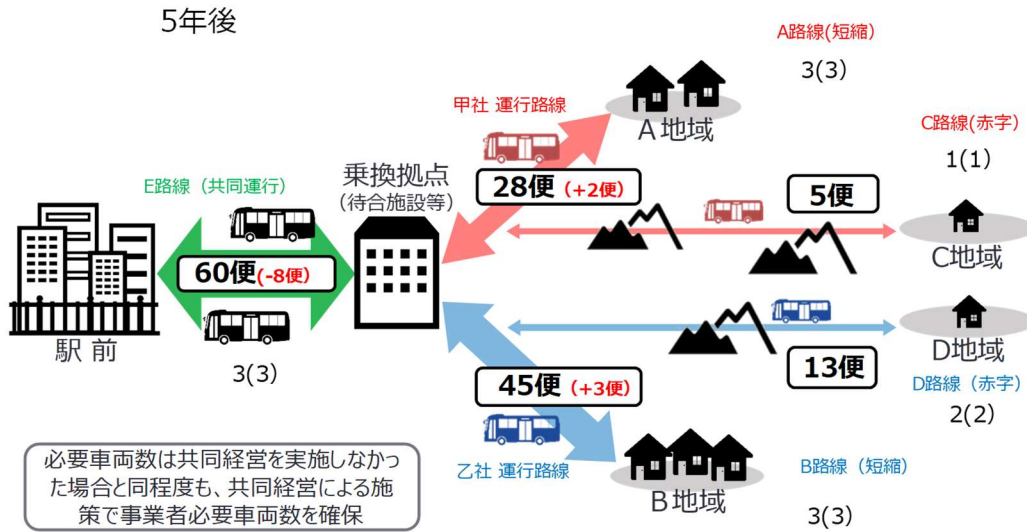 5年後
A路線(短縮)
3(3)
甲社 運行路線
A地域
C路線(赤字)
1(1)
E路線（共同運行）
乗換拠点
(待合施設等)
28便（+2便）
5便
60便(-8便)
C地域
駅前
3(3)
D地域
13便
D路線（赤字）
2(2)
45便（+3便）
乙社 運行路線
B路線（短縮）
B地域
3(3)
必要車両数は共同経営を実施しなかっ
た場合と同程度も、共同経営による施
策で事業者必要車両数を確保